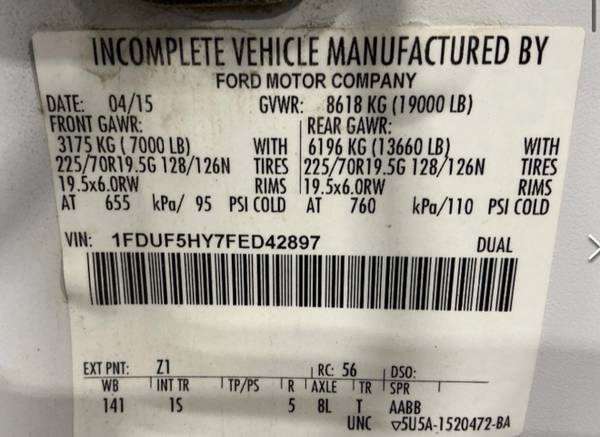 INCOMPLETE VEHICLE MANUFACTURED BY
FORD MOTOR COMPANY
DATE: 04/15 GVWR: 8618 KG (19000 LB)
FRONT GAWR: REAR GAWR:
3175 KG ( 7000 LB) WITH 6196 KG (13660 LB) WITH
225/70R19.5G 128/126N TIRES 225/70R19.5G 128/126N TIRES
19.5x6.0RW RIMS 19.5x6.0RW RIMS
AT 655 kPa/ 95 PSI COLD AT 760 kPa/110 PSI COLD
VIN: 1FDUF5HY7FED42897 DUAL
EXT PNT: Z1 RC: 56 DSO:
WB INT TR TP/PS R AXLE TR SPR
141 1S 5 8L T AABB
UNC ▽5U5A-1520472-BA